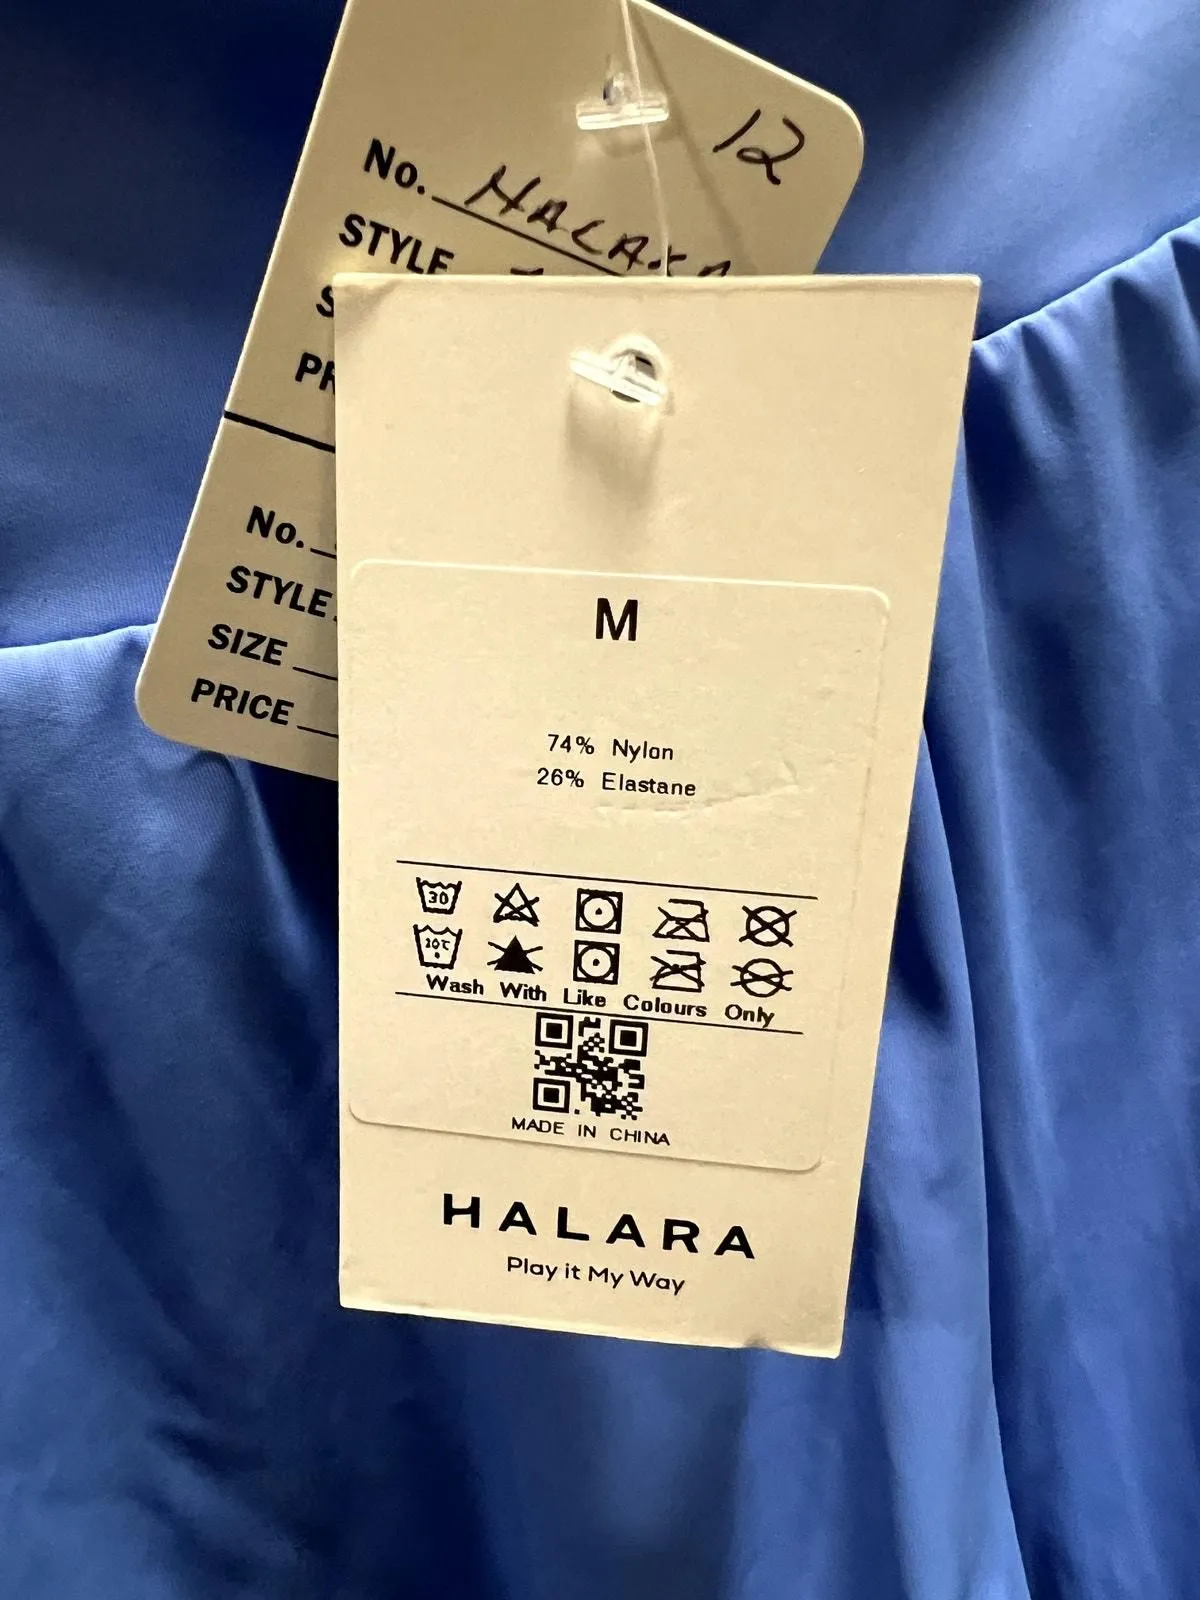 12
No. HALARA
STYLE
No.
STYLE
SIZE
PRICE
M
74% Nylon
26% Elastane
30
Wash With Like Colours Only
MADE IN CHINA
HALARA
Play it My Way